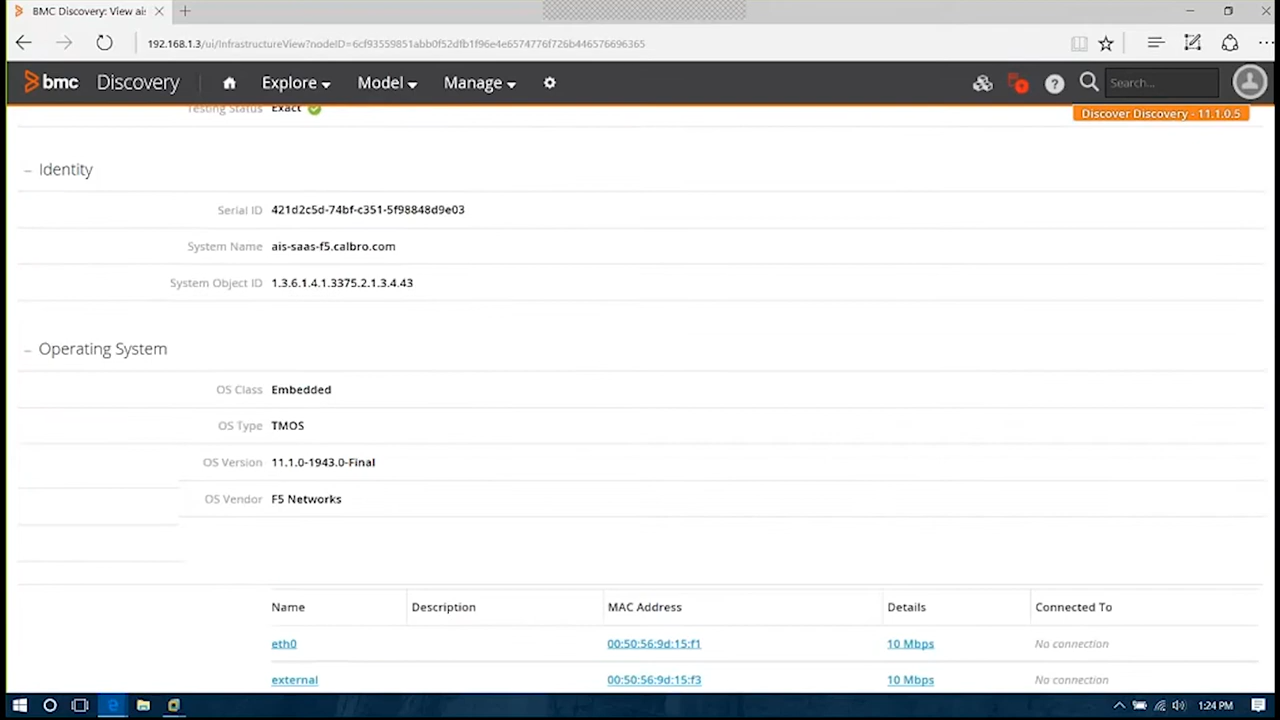 BMC Discovery: View ais
192.168.1.3/ui/InfrastructureView?nodeID=6cf93559851abb0f52dfb1f96e4e6574776f726b446576696365
bmc Discovery Explore Model Manage ? Search...
Testing Status Exact
Discover Discovery - 11.1.0.5
– Identity
Serial ID 421d2c5d-74bf-c351-5f98848d9e03
System Name ais-saas-f5.calbro.com
System Object ID 1.3.6.1.4.1.3375.2.1.3.4.43
– Operating System
OS Class Embedded
OS Type TMOS
OS Version 11.1.0-1943.0-Final
OS Vendor F5 Networks
Name Description MAC Address Details Connected To
eth0 00:50:56:9d:15:f1 10 Mbps No connection
external 00:50:56:9d:15:f3 10 Mbps No connection
1:24 PM